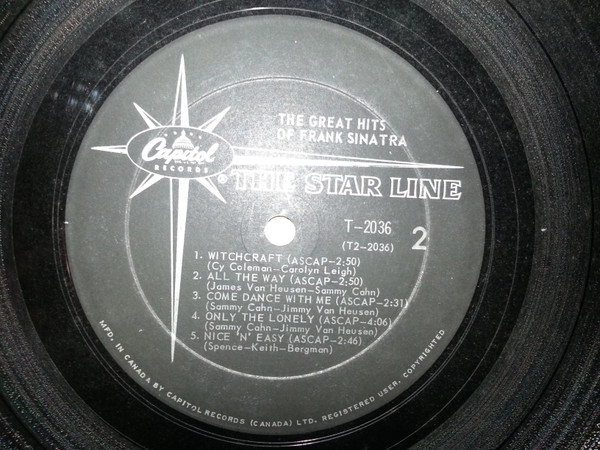 THE GREAT HITS
OF FRANK SINATRA
Capitol
RECORDS
®
THE STAR LINE
T-2036
(T2-2036)
2
1. WITCHCRAFT (ASCAP-2:50)
(Cy Coleman-Carolyn Leigh)
2. ALL THE WAY (ASCAP-2:50)
(James Van Heusen-Sammy Cahn)
3. COME DANCE WITH ME (ASCAP-2:31)
(Sammy Cahn-Jimmy Van Heusen)
4. ONLY THE LONELY (ASCAP-4:06)
(Sammy Cahn-Jimmy Van Heusen)
5. NICE 'N' EASY (ASCAP-2:46)
(Spence-Keith-Bergman)
MFD. IN CANADA BY CAPITOL RECORDS (CANADA) LTD. REGISTERED USER. COPYRIGHTED